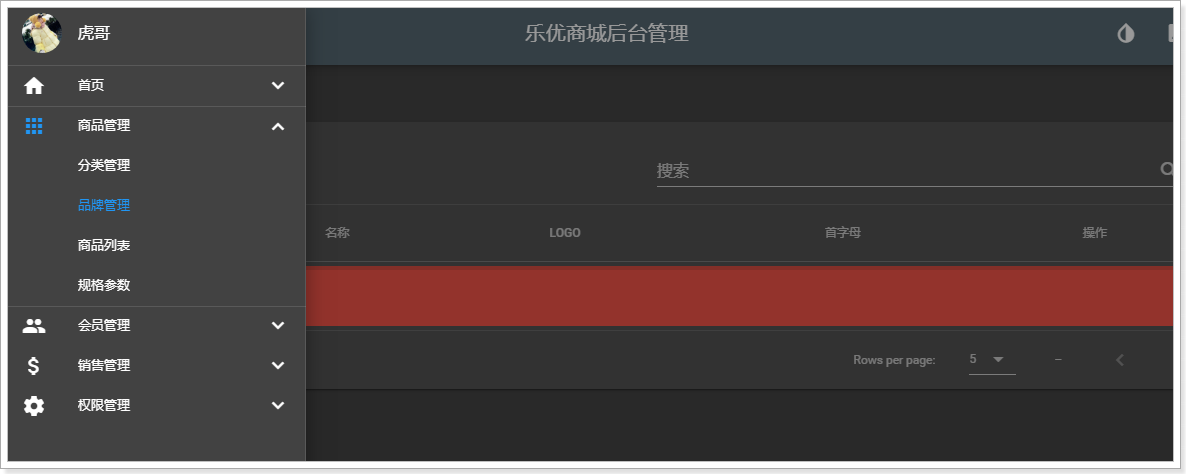 虎哥
乐优商城后台管理
首页
商品管理
分类管理
品牌管理
商品列表
规格参数
会员管理
销售管理
权限管理
搜索
名称 LOGO 首字母 操作
Rows per page: 5 –